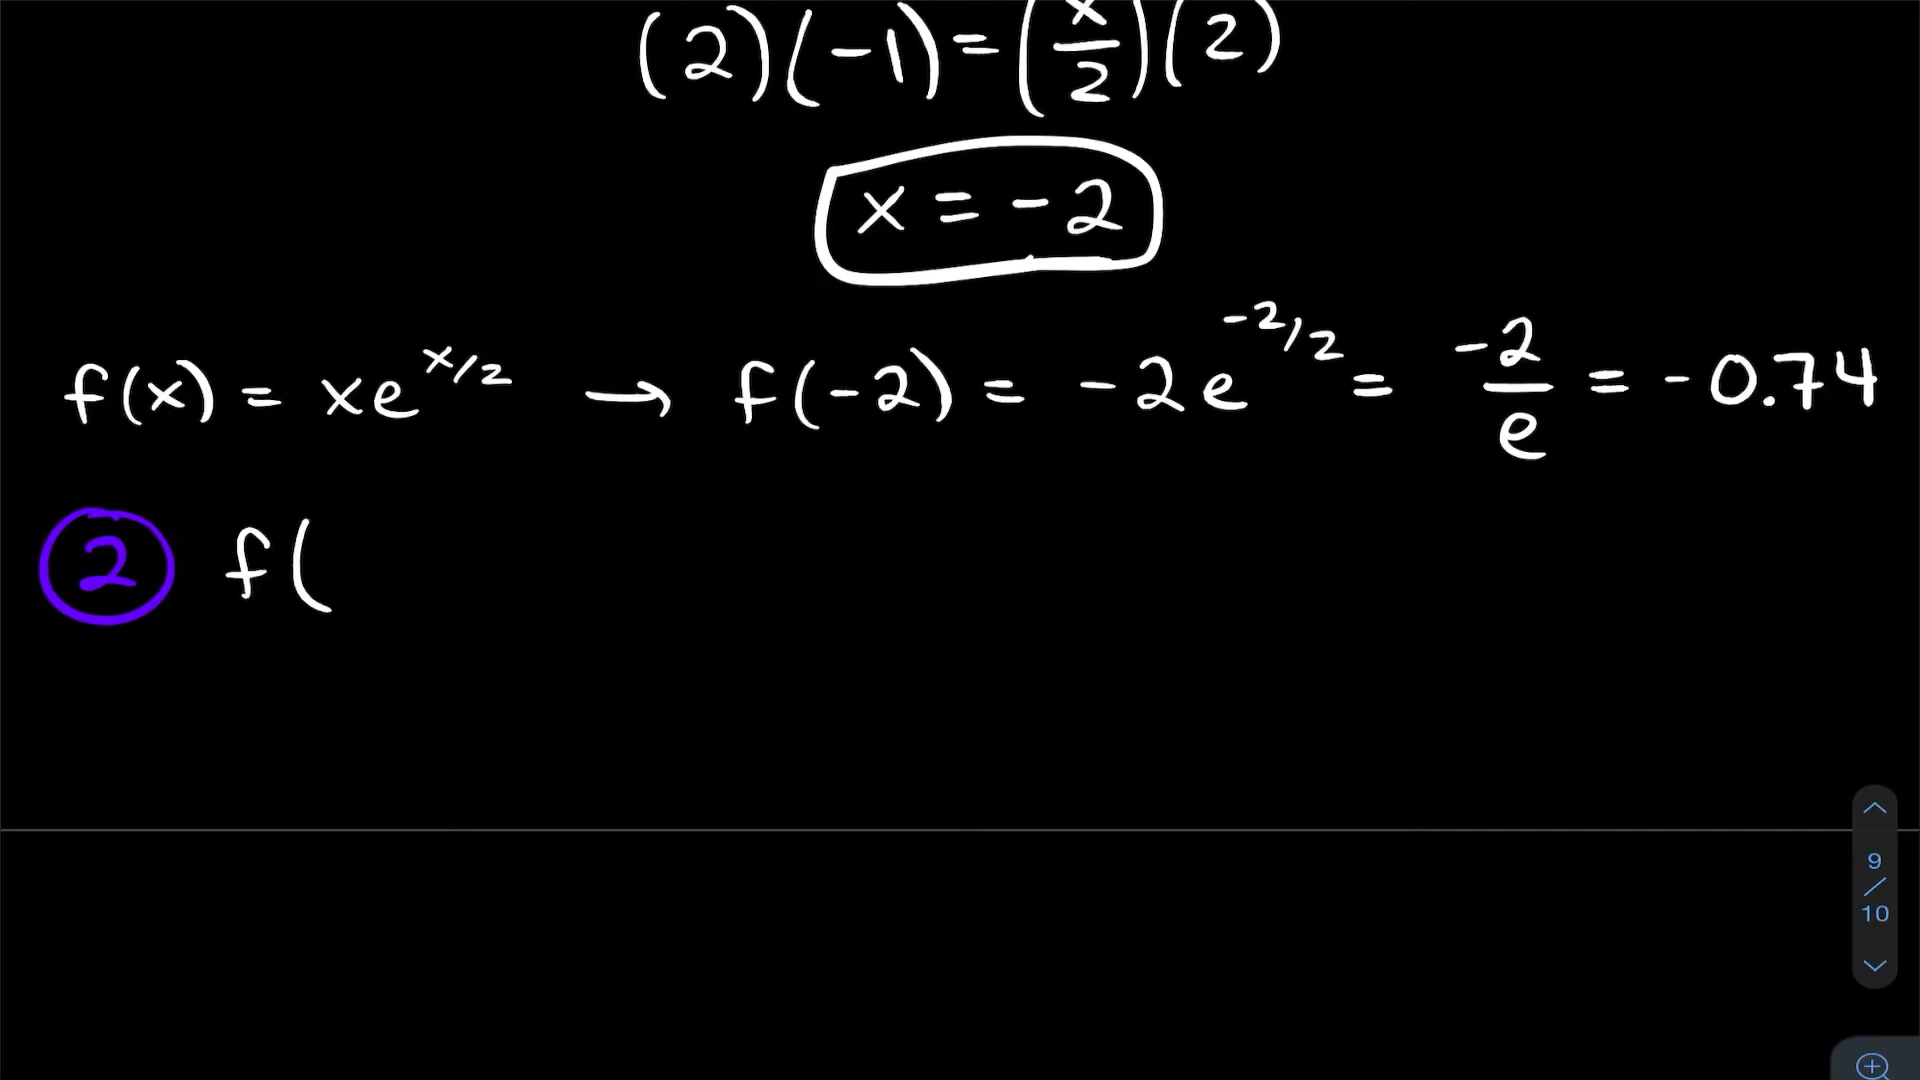 (2)(-1)=(x/2)(2)
x = -2
f(x) = xe^(x/2) → f(-2) = -2e^(-2/2) = -2/e = -0.74
2 f(
9
/
10